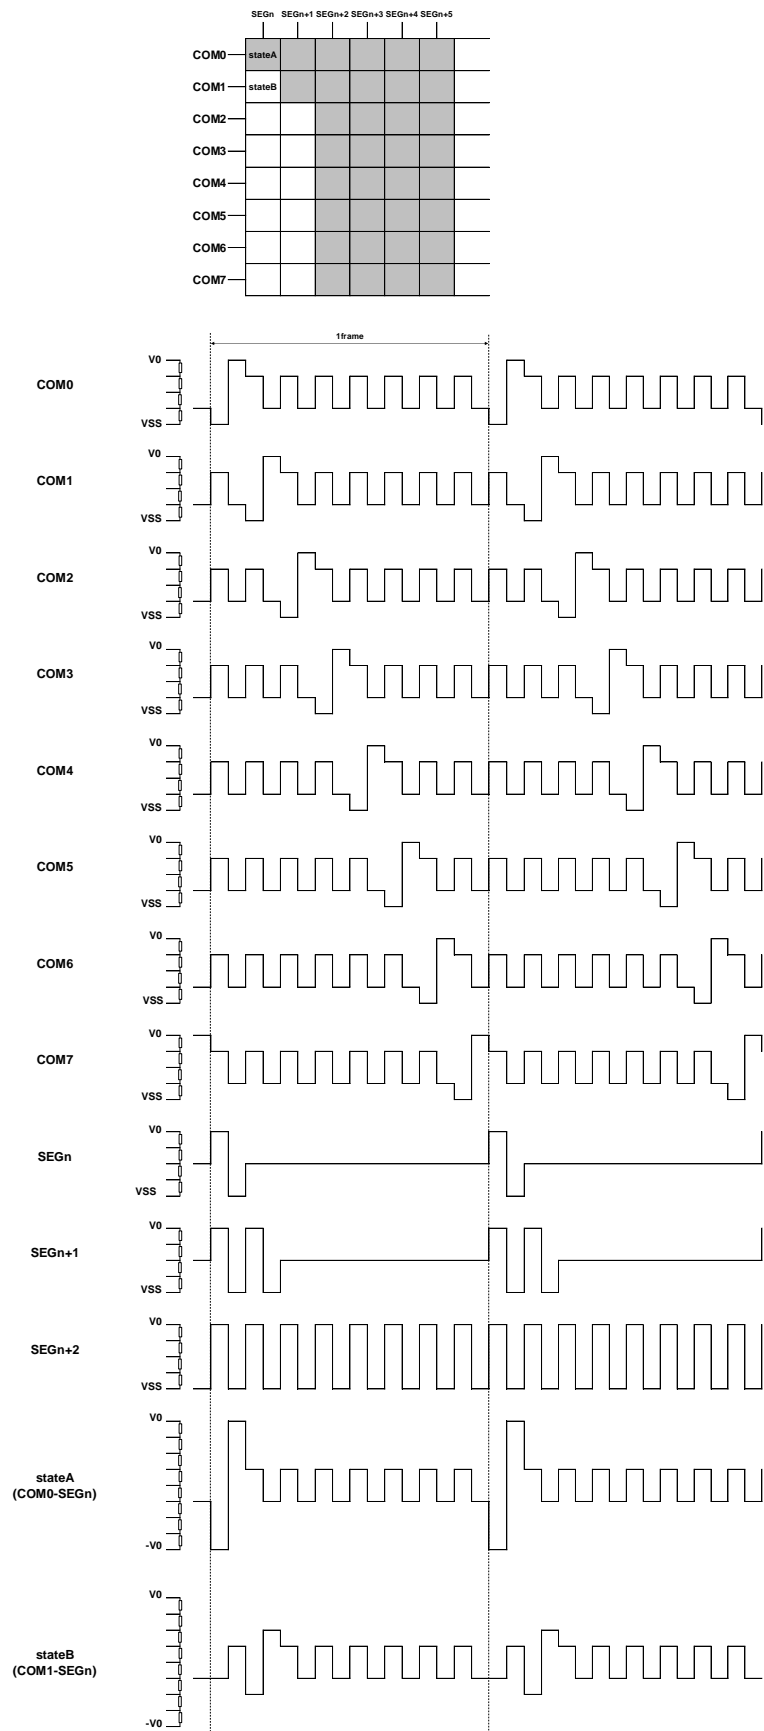 SEGn SEGn+1 SEGn+2 SEGn+3 SEGn+4 SEGn+5
COM0 stateA
COM1 stateB
COM2
COM3
COM4
COM5
COM6
COM7
1frame
V0
COM0
VSS
V0
COM1
VSS
V0
COM2
VSS
V0
COM3
VSS
V0
COM4
VSS
V0
COM5
VSS
V0
COM6
VSS
V0
COM7
VSS
V0
SEGn
VSS
V0
SEGn+1
VSS
V0
SEGn+2
VSS
V0
stateA
(COM0-SEGn)
-V0
V0
stateB
(COM1-SEGn)
-V0